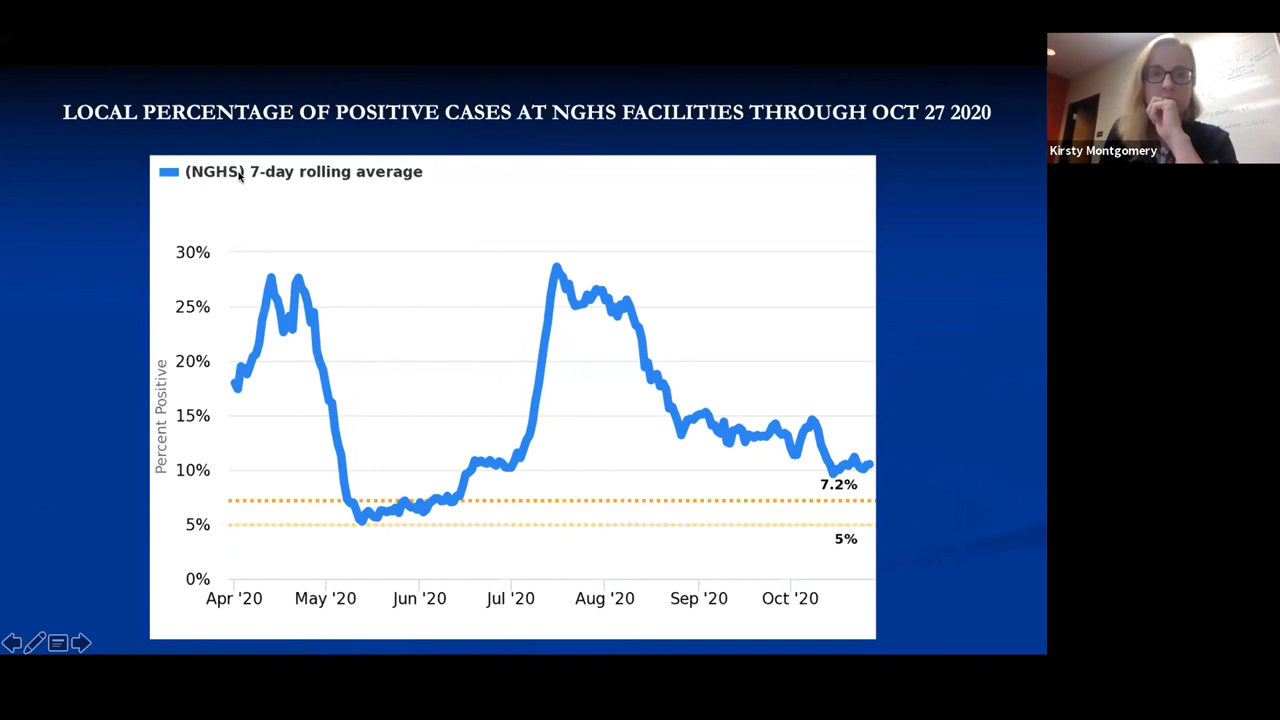 LOCAL PERCENTAGE OF POSITIVE CASES AT NGHS FACILITIES THROUGH OCT 27 2020
(NGHS) 7-day rolling average
Percent Positive
30%
25%
20%
15%
10%
5%
0%
7.2%
5%
Apr '20 May '20 Jun '20 Jul '20 Aug '20 Sep '20 Oct '20
Kirsty Montgomery